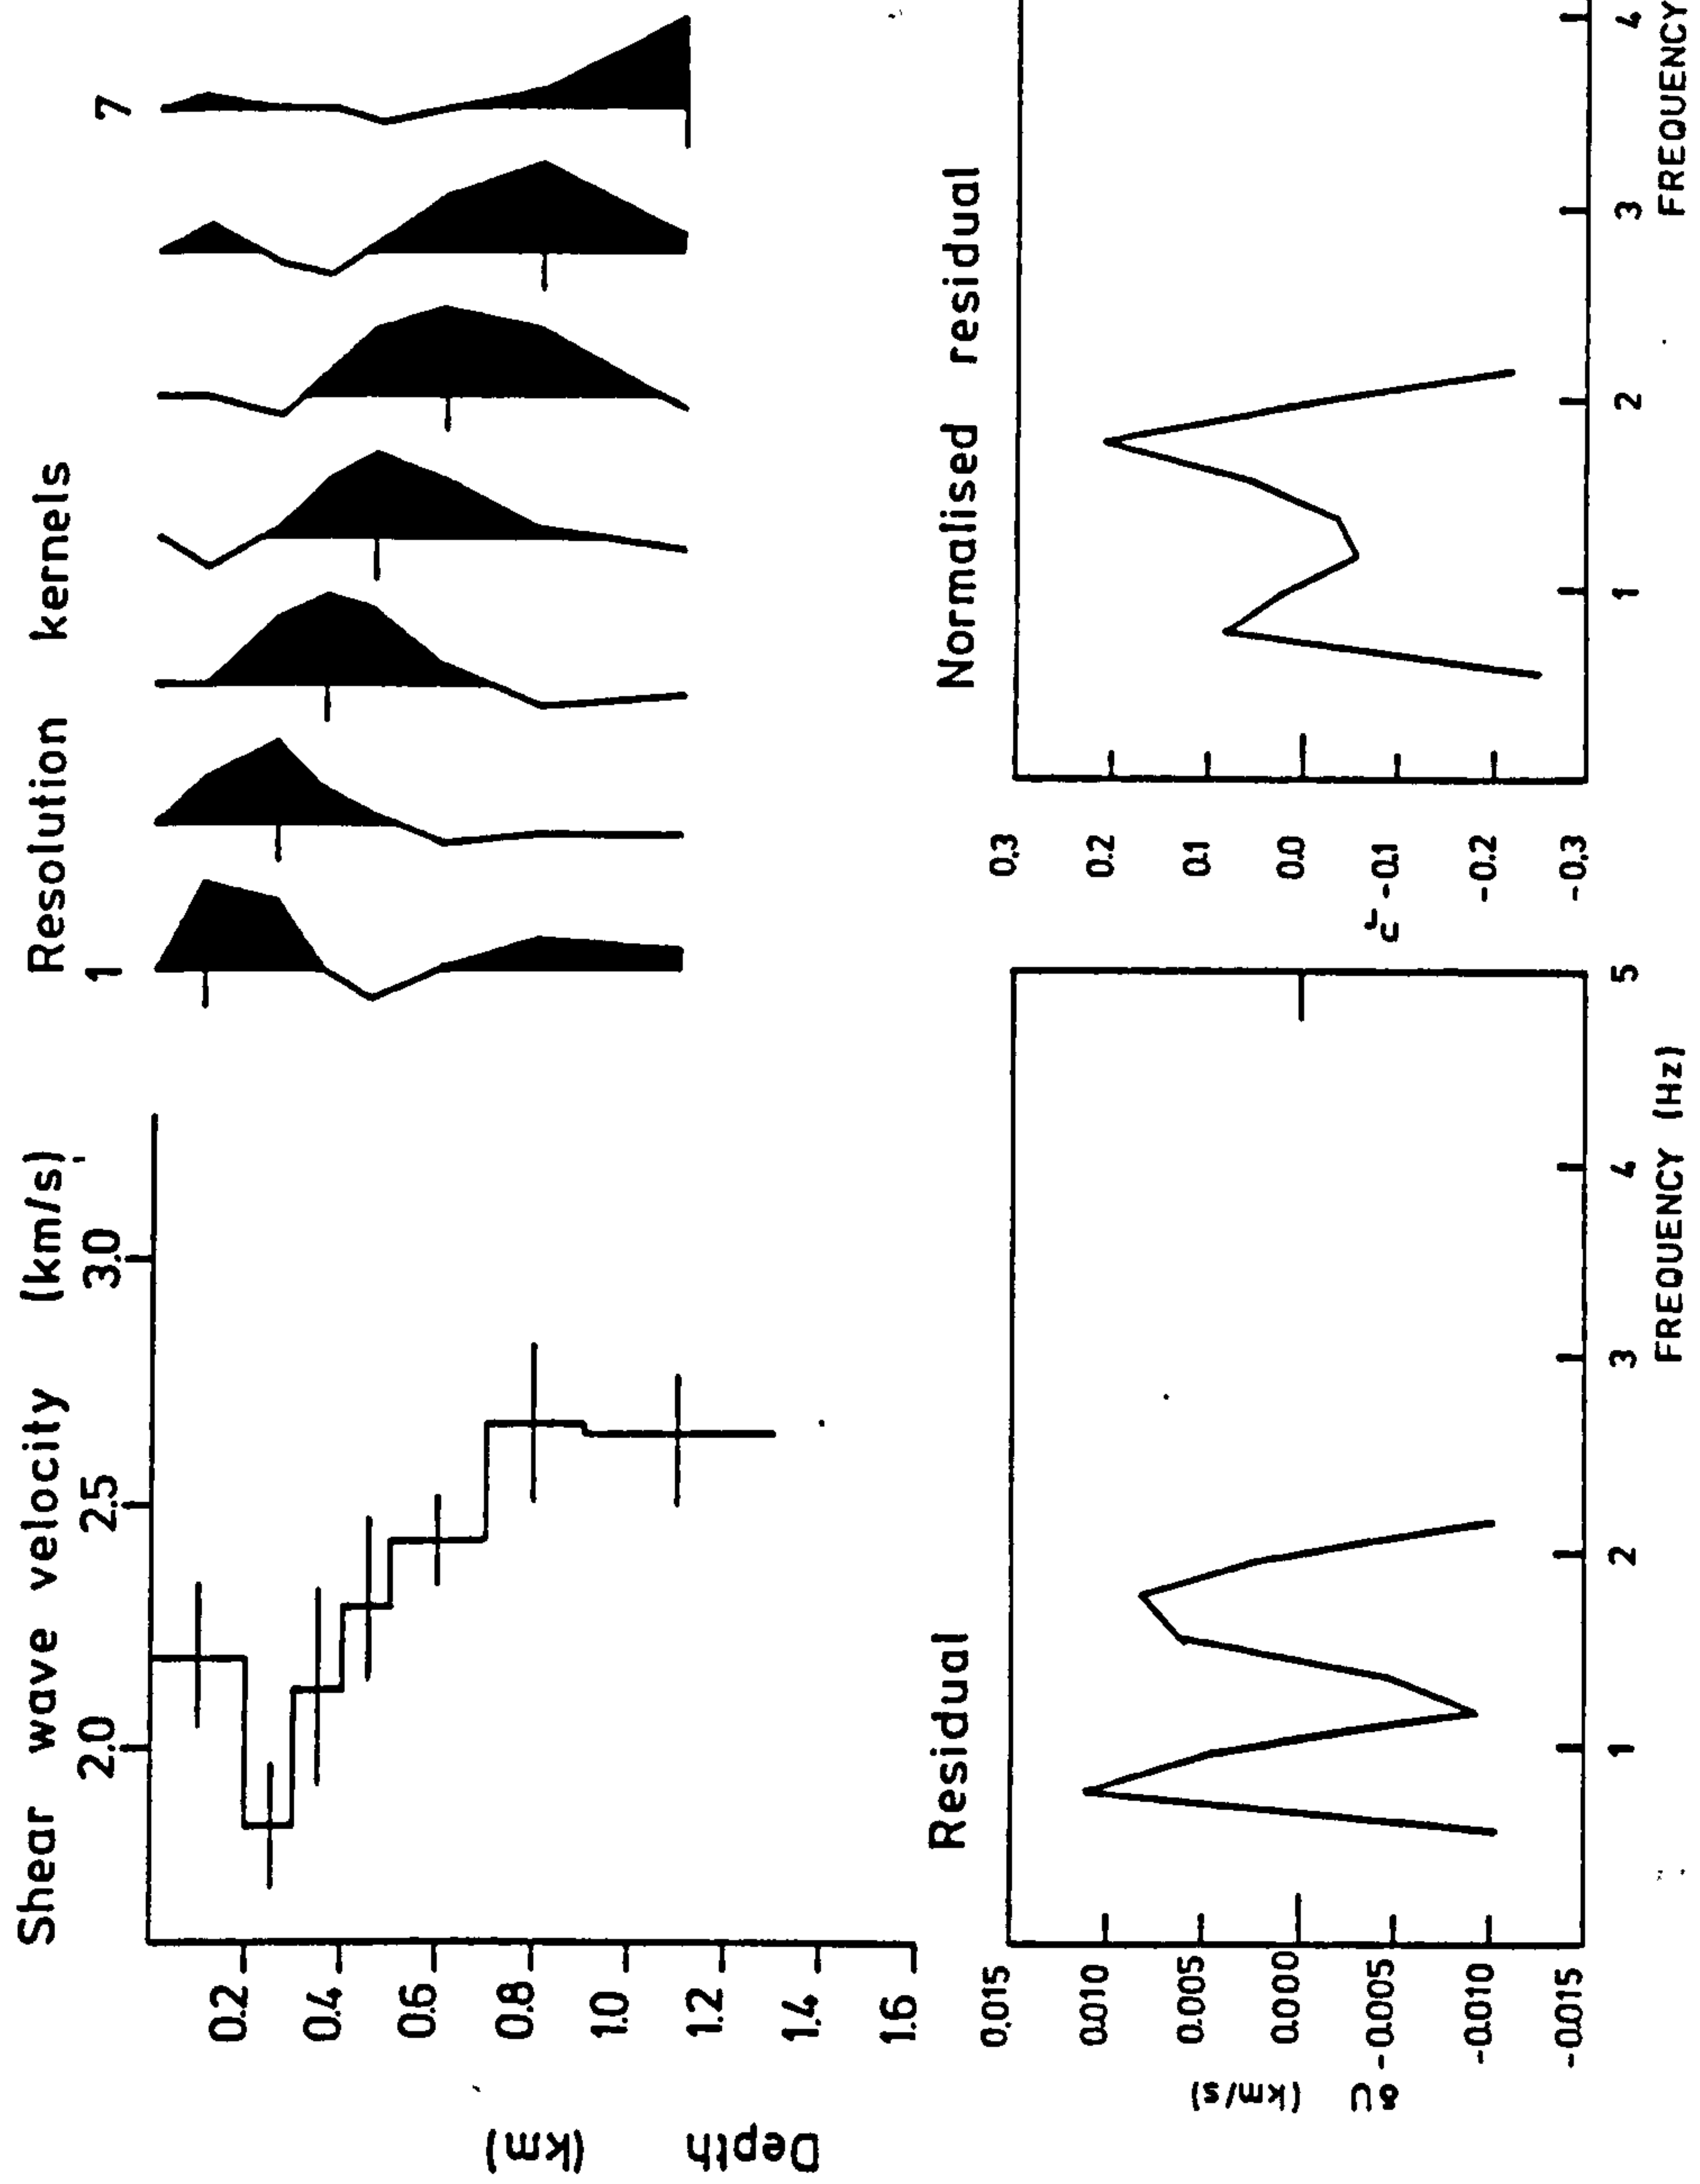 Shear wave velocity (km/s)
2.0 2.5 3.0
Resolution kernels
1 7
0.2
0.4
0.6
0.8
1.0
1.2
1.4
1.6
Depth
(km)
Residual
0.015
0.010
0.005
0.000
-0.005
-0.010
-0.015
δU
(km/s)
1 2 3 4 5
FREQUENCY (Hz)
Normalised residual
0.3
0.2
0.1
0.0
-0.1
-0.2
-0.3
1 2 3 4
FREQUENCY